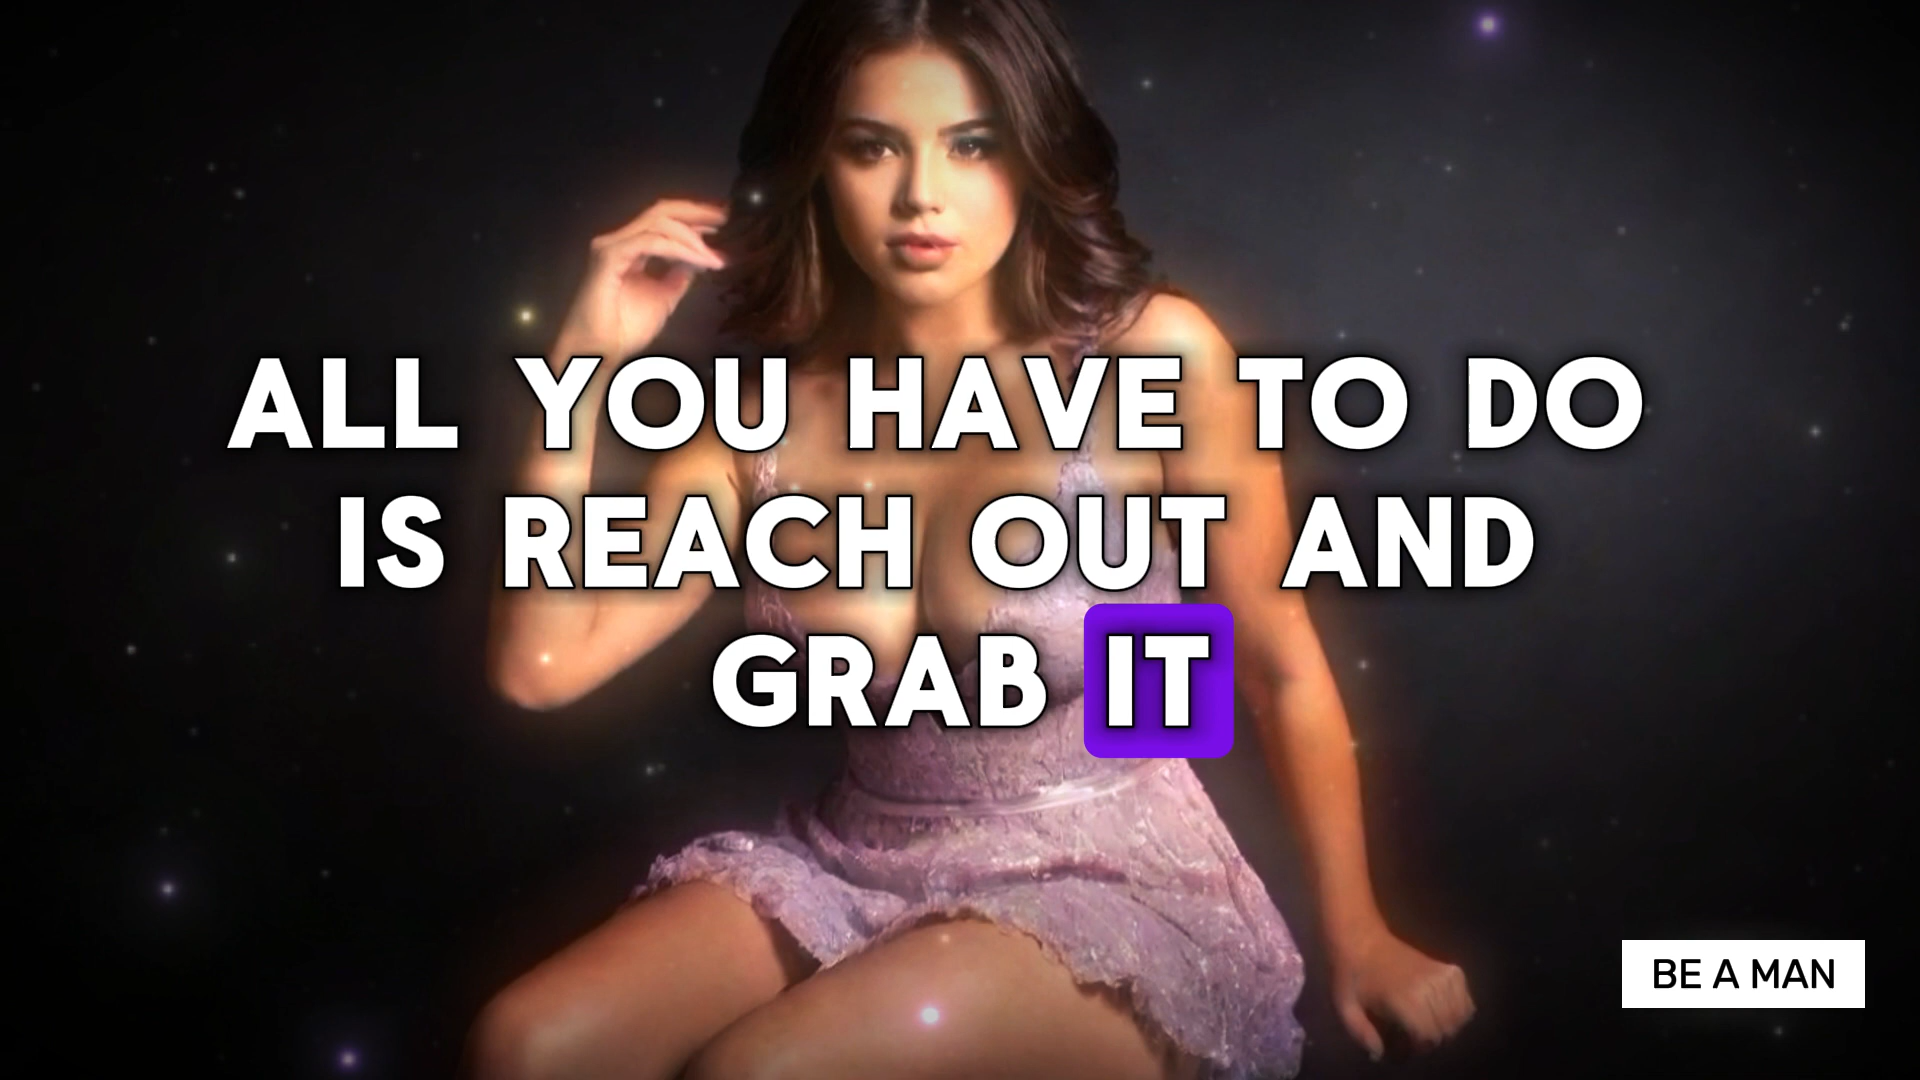 ALL YOU HAVE TO DO
IS REACH OUT AND
GRAB IT
BE A MAN